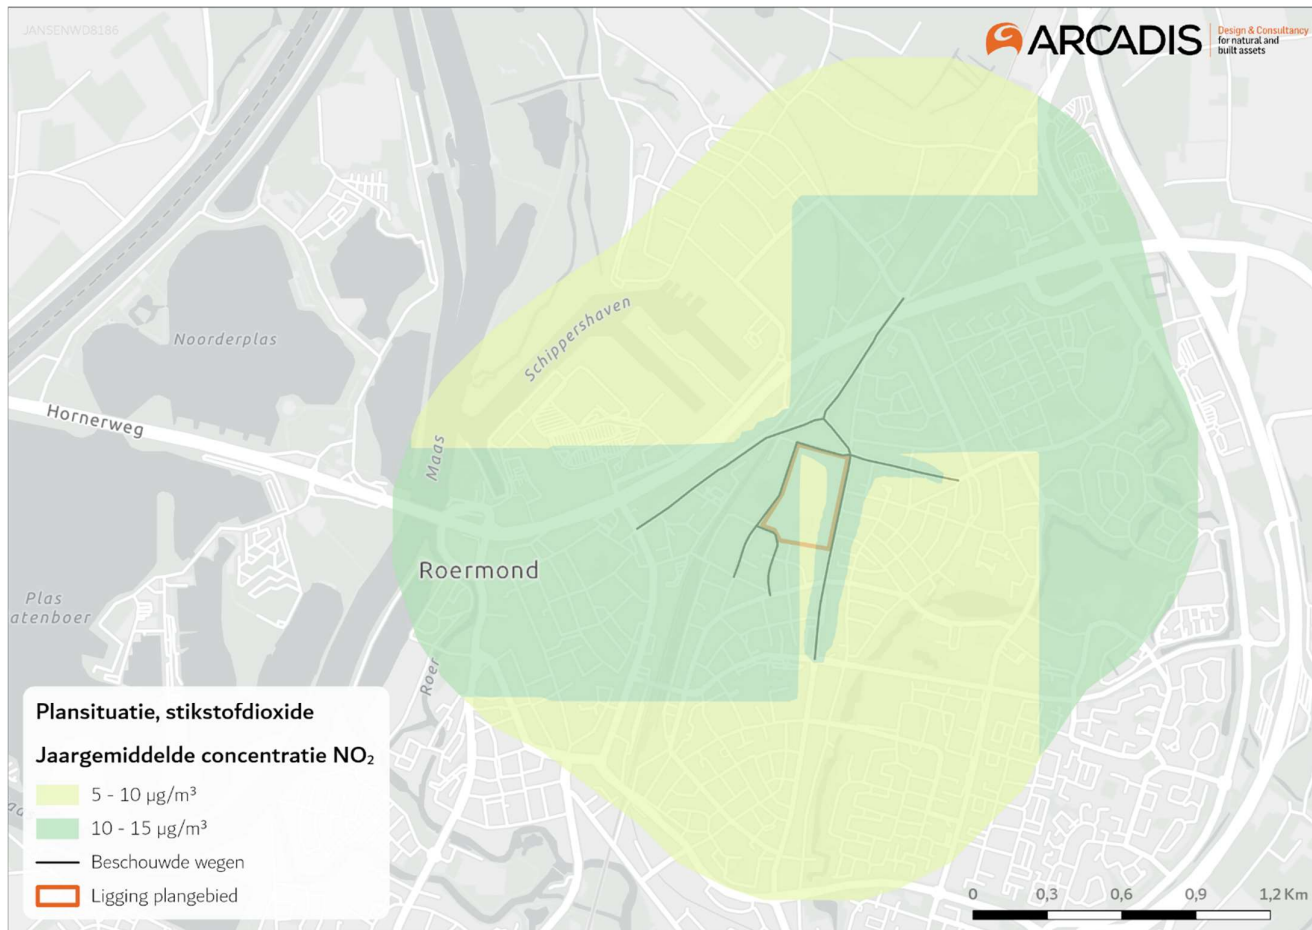 JANSENWO8186
ARCADIS
Design & Consultancy
for natural and
built assets
Schippershaven
Noorderplas
Hornerweg
Maas
Roermond
Plas
atenboer
Roer
Plansituatie, stikstofdioxide
Jaargemiddelde concentratie NO₂
5 - 10 µg/m³
10 - 15 µg/m³
Beschouwde wegen
Ligging plangebied
0 0,3 0,6 0,9 1,2 Km